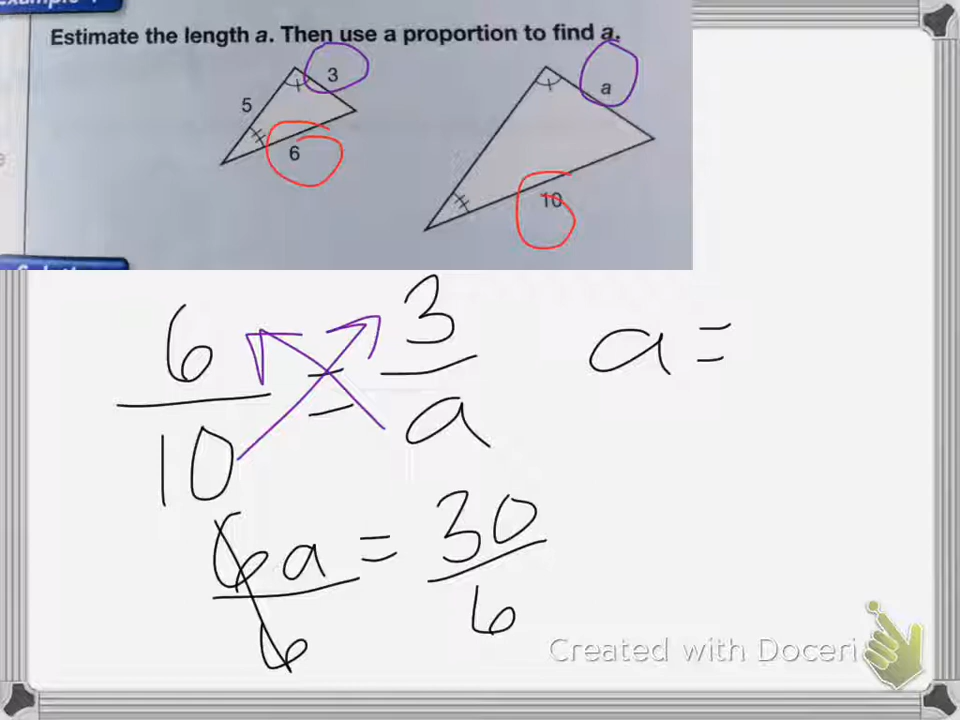 Estimate the length a. Then use a proportion to find a.
3
a
5
6
10
6/10 = 3/a
a =
6a/6 = 30/6
Created with Doceri